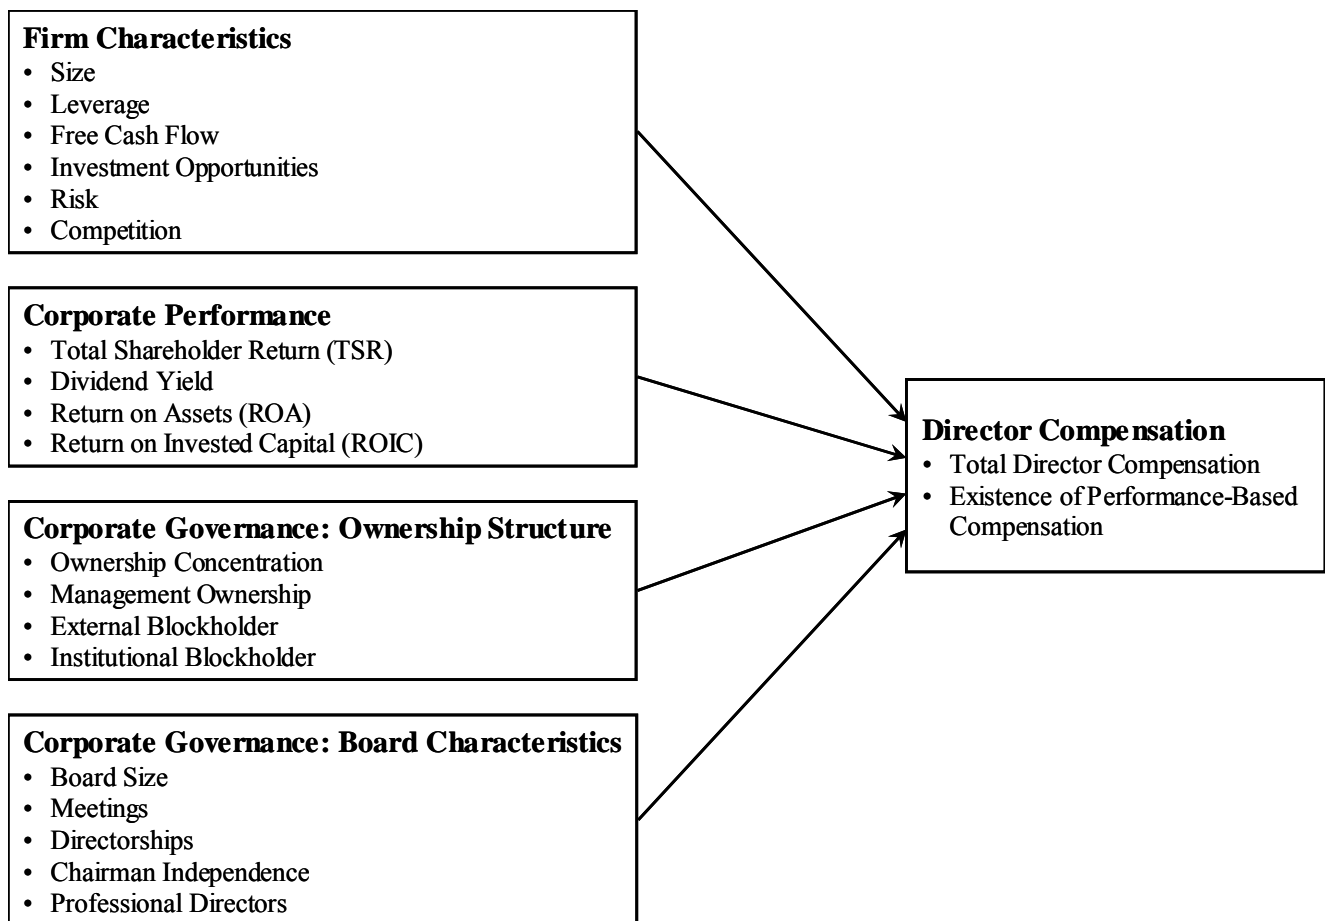 Firm Characteristics
• Size
• Leverage
• Free Cash Flow
• Investment Opportunities
• Risk
• Competition
Corporate Performance
• Total Shareholder Return (TSR)
• Dividend Yield
• Return on Assets (ROA)
• Return on Invested Capital (ROIC)
Corporate Governance: Ownership Structure
• Ownership Concentration
• Management Ownership
• External Blockholder
• Institutional Blockholder
Corporate Governance: Board Characteristics
• Board Size
• Meetings
• Directorships
• Chairman Independence
• Professional Directors
Director Compensation
• Total Director Compensation
• Existence of Performance-Based
Compensation